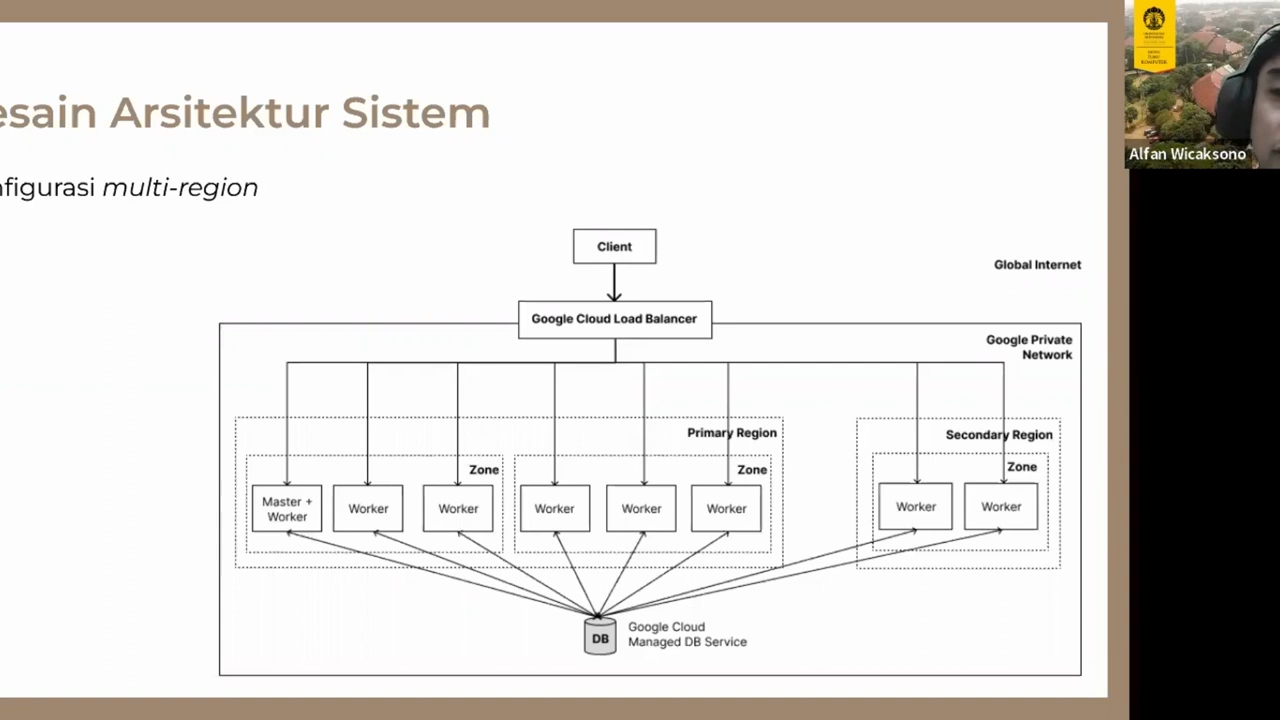 esain Arsitektur Sistem
nfigurasi multi-region
Client
Global Internet
Google Cloud Load Balancer
Google Private
Network
Primary Region
Secondary Region
Zone
Zone
Zone
Master +
Worker
Worker
Worker
Worker
Worker
Worker
Worker
Worker
DB
Google Cloud
Managed DB Service
Alfan Wicaksono